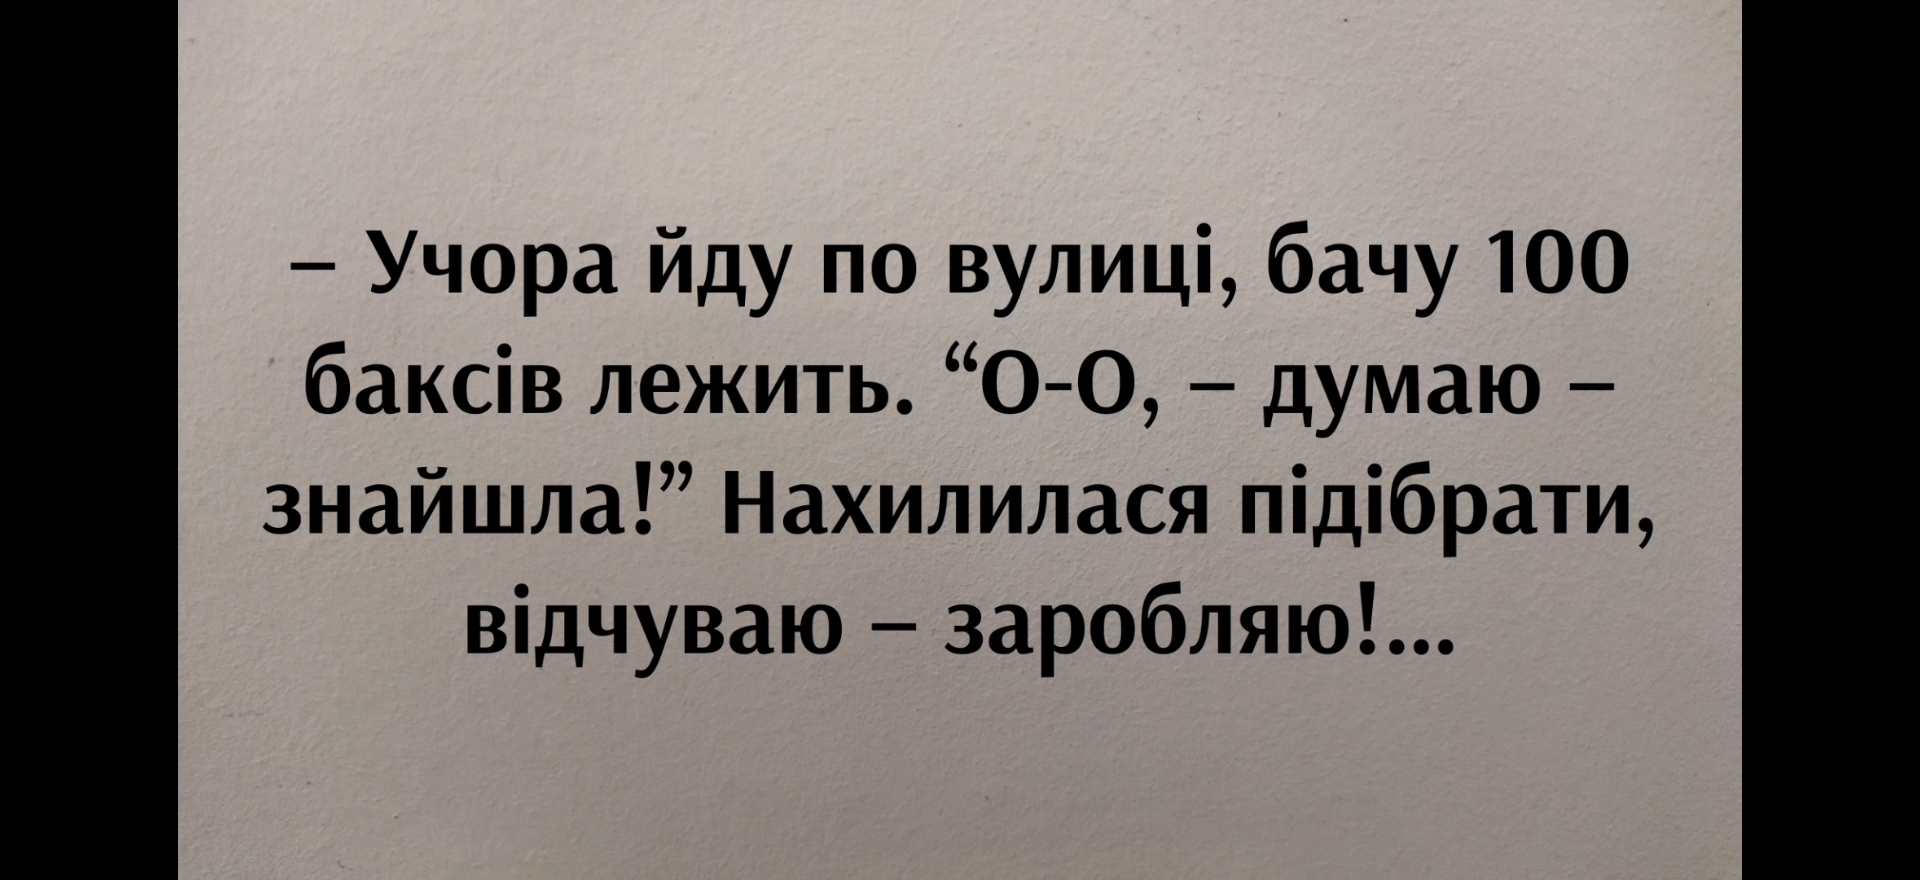 – Учора йду по вулиці, бачу 100
баксів лежить. “О-О, – думаю –
знайшла!” Нахилилася підібрати,
відчуваю – заробляю!...